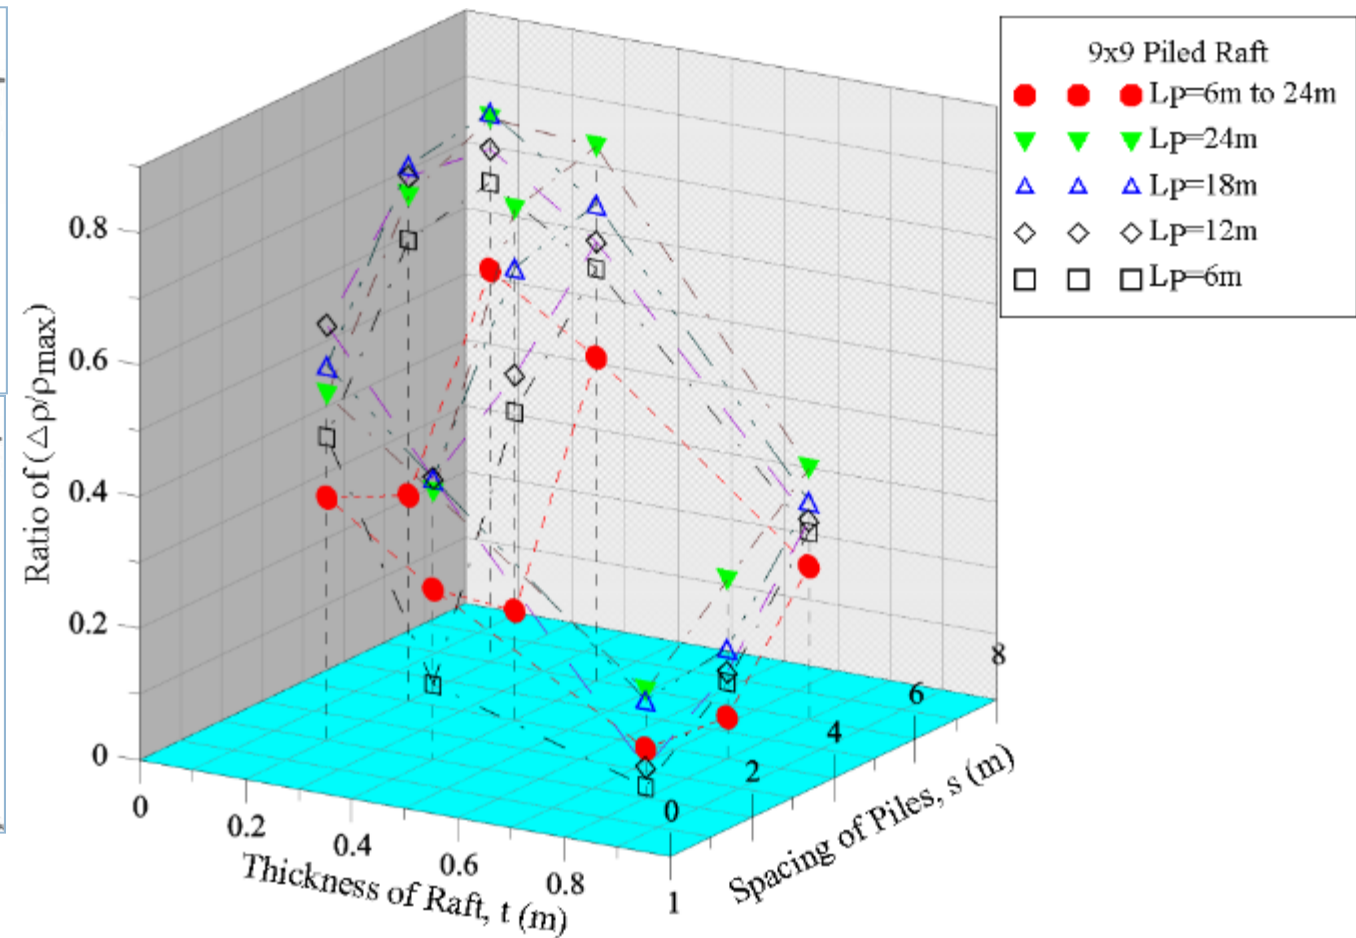 9x9 Piled Raft
Lp=6m to 24m
Lp=24m
Lp=18m
Lp=12m
Lp=6m
Ratio of (△ρ/ρmax)
0.8
0.6
0.4
0.2
0
0
0.2
0.4
0.6
0.8
1
Thickness of Raft, t (m)
0
2
4
6
8
Spacing of Piles, s (m)